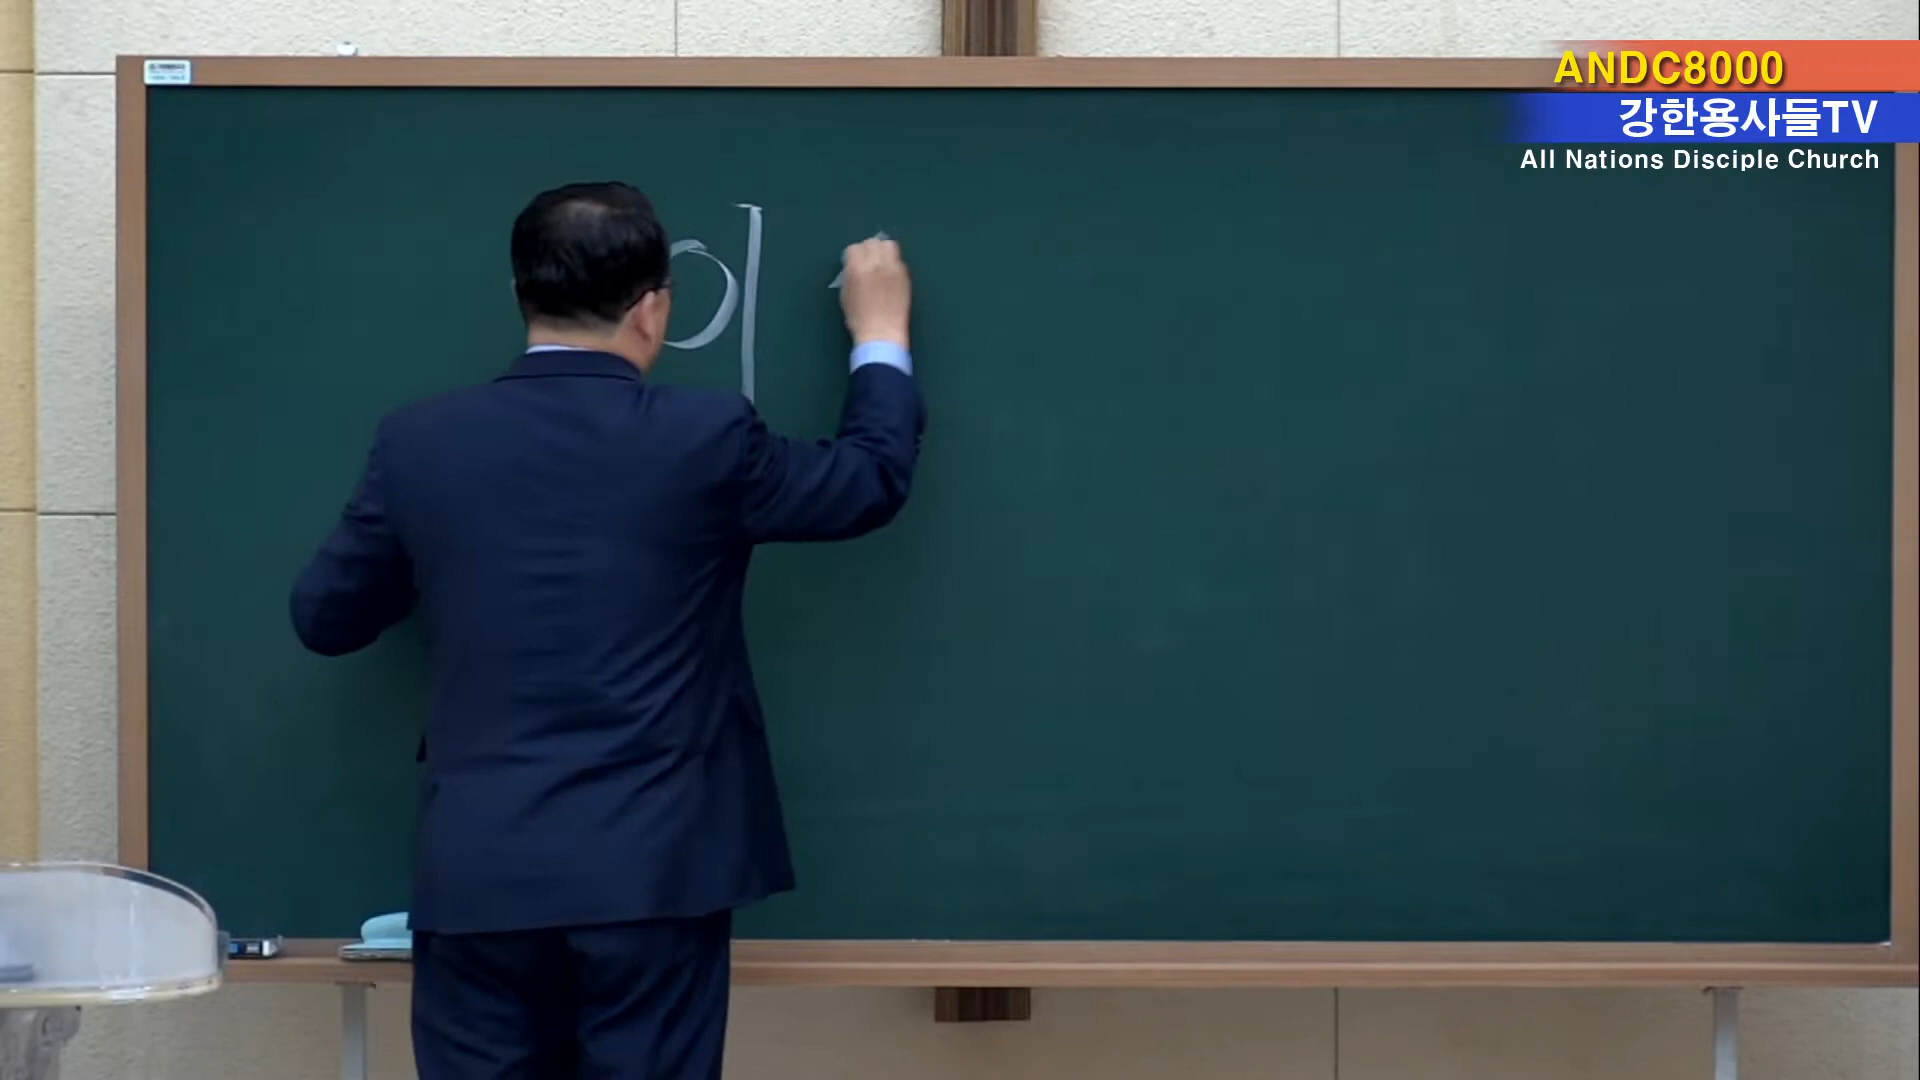 ANDC8000
강한용사들TV
All Nations Disciple Church
이